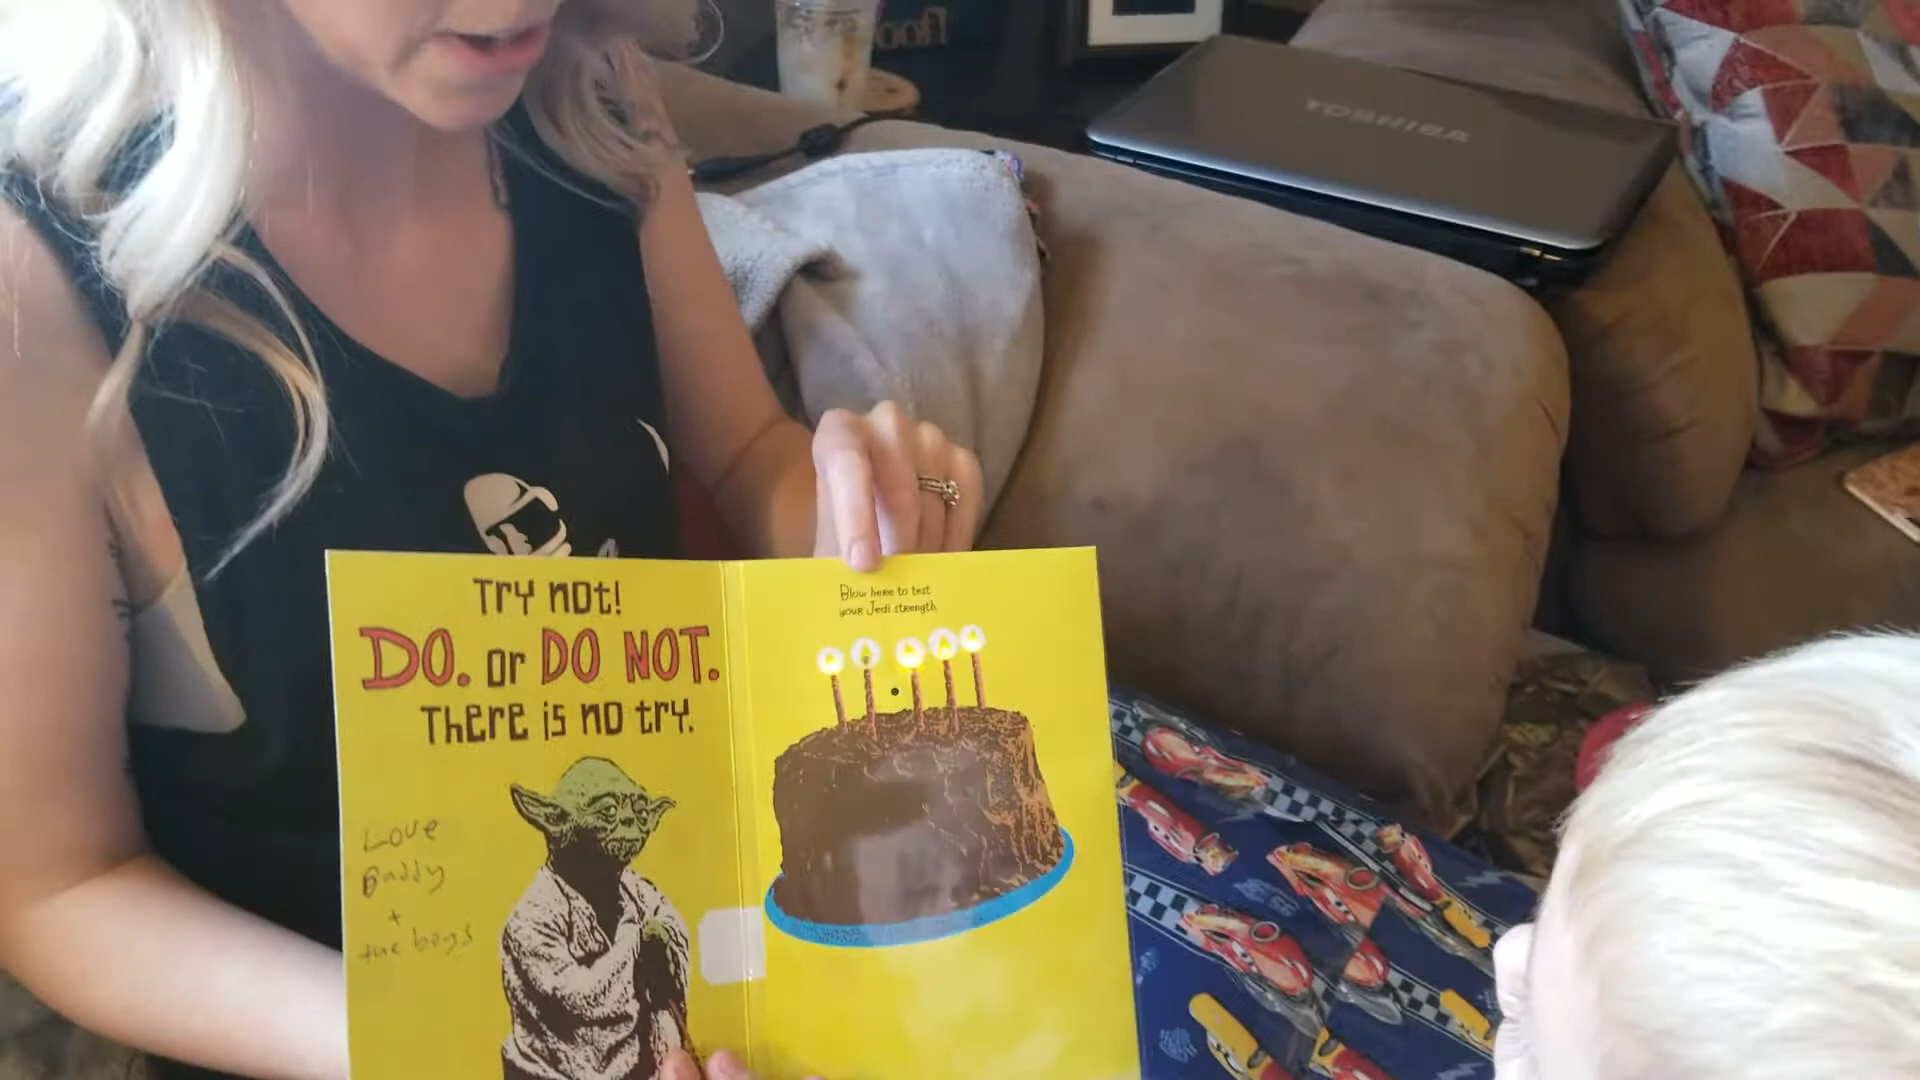 TOSHIBA
Try not!
DO. or DO NOT.
There is no try.
Love
Daddy
+
the boys
Blow here to test
your Jedi strength.